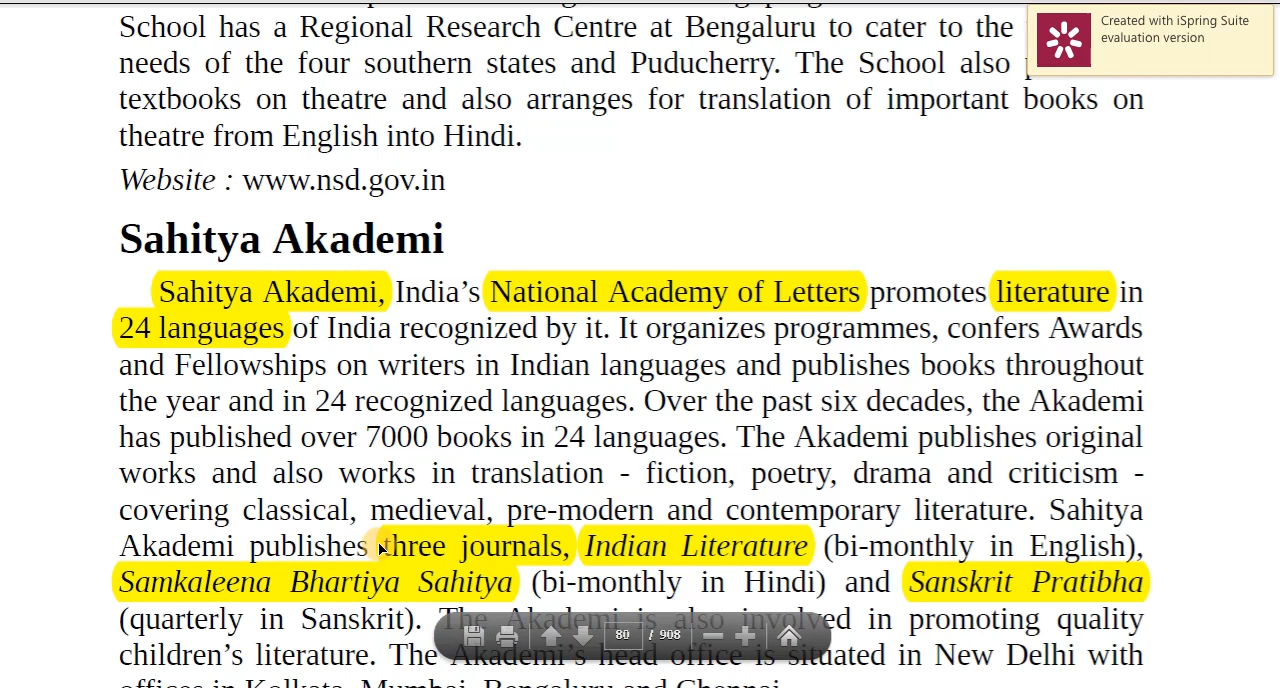 School has a Regional Research Centre at Bengaluru to cater to the
needs of the four southern states and Puducherry. The School also
textbooks on theatre and also arranges for translation of important books on
theatre from English into Hindi.
Website : www.nsd.gov.in
Created with iSpring Suite
evaluation version
Sahitya Akademi
Sahitya Akademi, India’s National Academy of Letters promotes literature in
24 languages of India recognized by it. It organizes programmes, confers Awards
and Fellowships on writers in Indian languages and publishes books throughout
the year and in 24 recognized languages. Over the past six decades, the Akademi
has published over 7000 books in 24 languages. The Akademi publishes original
works and also works in translation - fiction, poetry, drama and criticism -
covering classical, medieval, pre-modern and contemporary literature. Sahitya
Akademi publishes three journals, Indian Literature (bi-monthly in English),
Samkaleena Bhartiya Sahitya (bi-monthly in Hindi) and Sanskrit Pratibha
(quarterly in Sanskrit). The Akademi is also involved in promoting quality
children’s literature. The Akademi’s head office is situated in New Delhi with
offices in Kolkata, Mumbai, Bengaluru and Chennai.
80 / 908